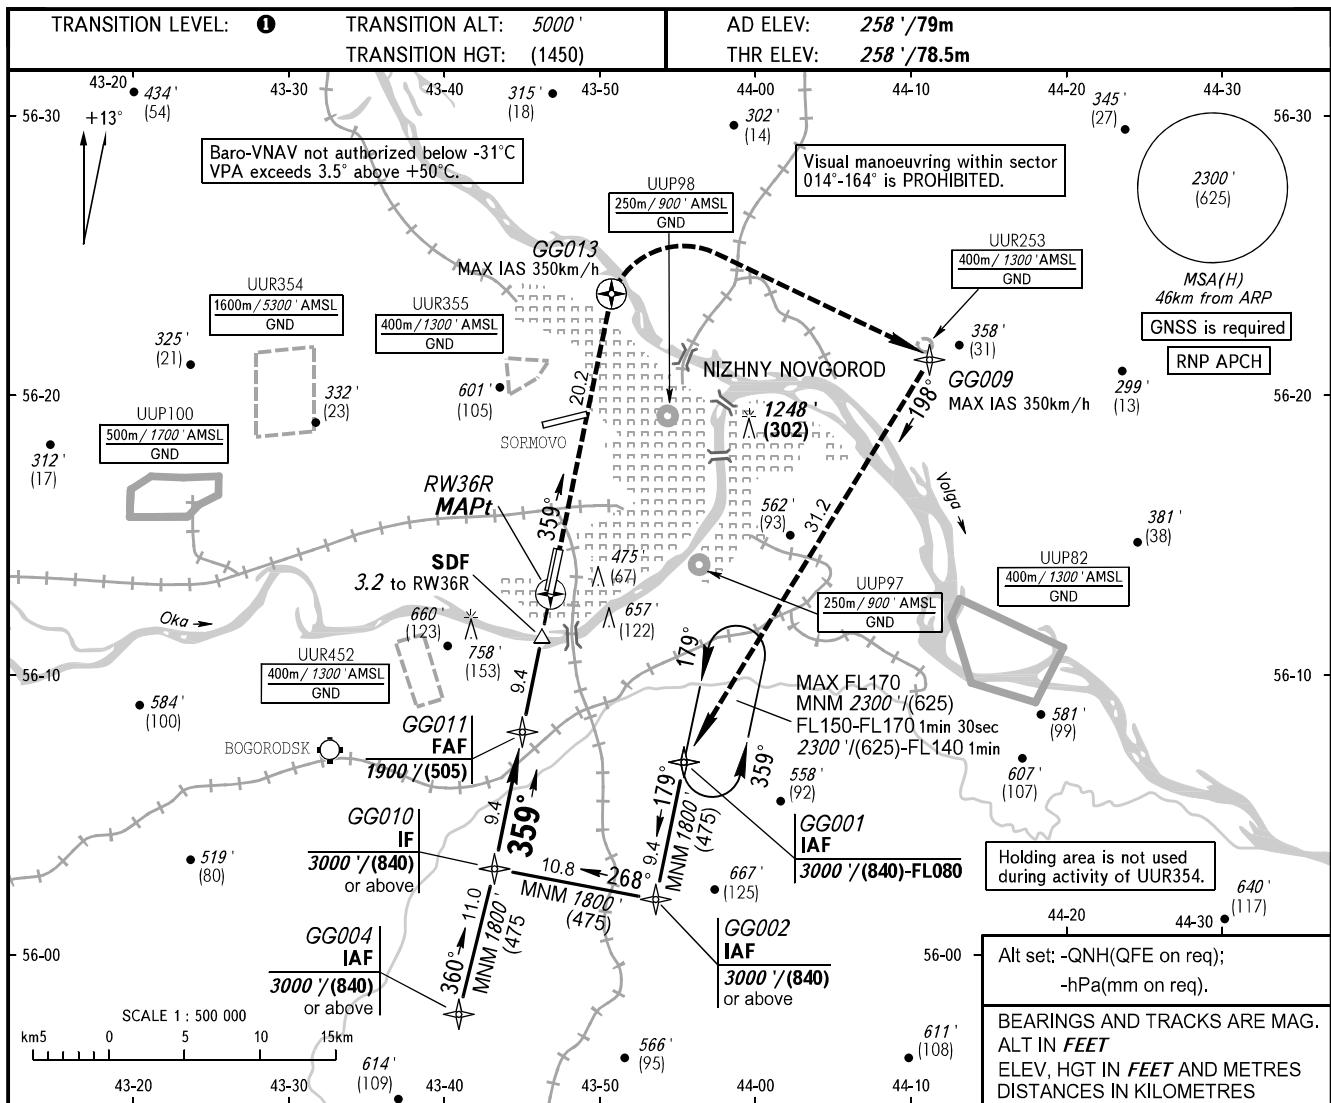 TRANSITION LEVEL: 1 TRANSITION ALT: 5000'
TRANSITION HGT: (1450)
AD ELEV: 258'/79m
THR ELEV: 258'/78.5m
43-20
43-30
43-40
43-50
44-00
44-10
44-20
44-30
56-30
56-30
+13°
434'
(54)
315'
(18)
302'
(14)
345'
(27)
Baro-VNAV not authorized below -31°C
VPA exceeds 3.5° above +50°C.
Visual manoeuvring within sector
014°-164° is PROHIBITED.
2300'
(625)
MSA(H)
46km from ARP
GNSS is required
RNP APCH
UUP98
250m/900' AMSL
GND
UUR253
400m/1300' AMSL
GND
GG013
MAX IAS 350km/h
UUR354
1600m/5300' AMSL
GND
UUR355
400m/1300' AMSL
GND
325'
(21)
358'
(31)
332'
(23)
601'
(105)
20.2
NIZHNY NOVGOROD
GG009
MAX IAS 350km/h
198°
299'
(13)
56-20
56-20
UUP100
500m/1700' AMSL
GND
312'
(17)
SORMOVO
1248'
(302)
RW36R
MAPt
359°
562'
(93)
31.2
Volga
381'
(38)
SDF
3.2 to RW36R
475'
(67)
657'
(122)
UUP97
250m/900' AMSL
GND
UUP82
400m/1300' AMSL
GND
Oka
660'
(123)
758'
(153)
UUR452
400m/1300' AMSL
GND
9.4
179°
56-10
56-10
584'
(100)
MAX FL170
MNM 2300'/(625)
FL150-FL170 1min 30sec
2300'/(625)-FL140 1min
581'
(99)
607'
(107)
BOGORODSK
GG011
FAF
1900'/(505)
359°
558'
(92)
9.4
359°
179°
9.4
MNM 1800'
(475)
GG010
IF
3000'/(840)
or above
GG001
IAF
3000'/(840)-FL080
519'
(80)
10.8
268°
MNM 1800'
(475)
667'
(125)
Holding area is not used
during activity of UUR354.
640'
(117)
44-20
44-30
11.0
360°
MNM 1800'
(475
GG004
IAF
3000'/(840)
or above
GG002
IAF
3000'/(840)
or above
56-00
56-00
Alt set: -QNH(QFE on req);
-hPa(mm on req).
SCALE 1 : 500 000
km5 0 5 10 15km
614'
(109)
566'
(95)
611'
(108)
BEARINGS AND TRACKS ARE MAG.
ALT IN FEET
ELEV, HGT IN FEET AND METRES
DISTANCES IN KILOMETRES
43-20
43-30
43-40
43-50
44-00
44-10